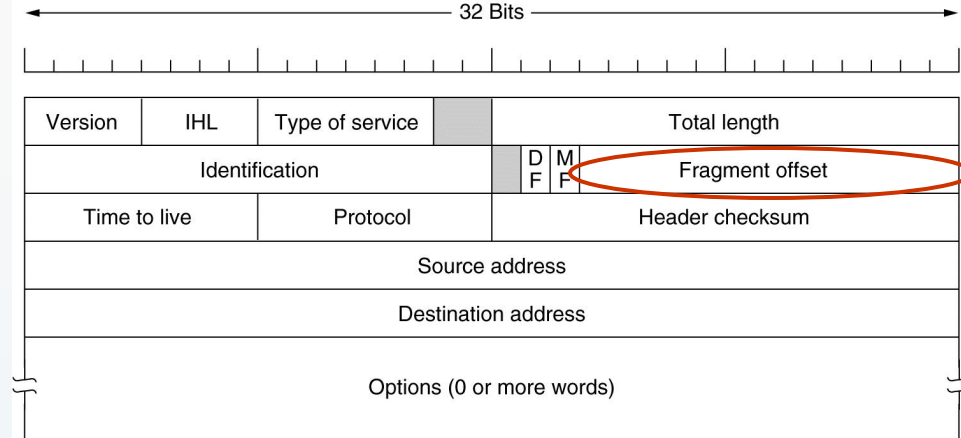 32 Bits
Version IHL Type of service Total length
Identification D F M F Fragment offset
Time to live Protocol Header checksum
Source address
Destination address
Options (0 or more words)